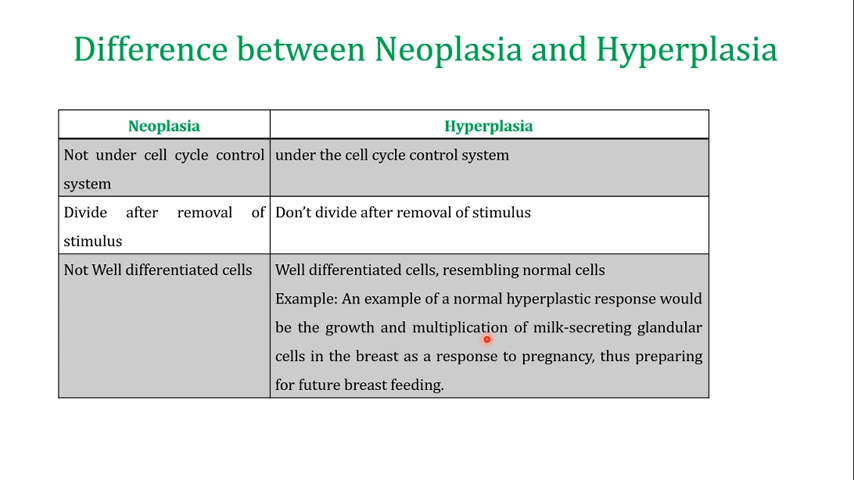 Difference between Neoplasia and Hyperplasia
Neoplasia
Hyperplasia
Not under cell cycle control
system
under the cell cycle control system
Divide after removal of
stimulus
Don't divide after removal of stimulus
Not Well differentiated cells
Well differentiated cells, resembling normal cells
Example: An example of a normal hyperplastic response would
be the growth and multiplication of milk-secreting glandular
cells in the breast as a response to pregnancy, thus preparing
for future breast feeding.